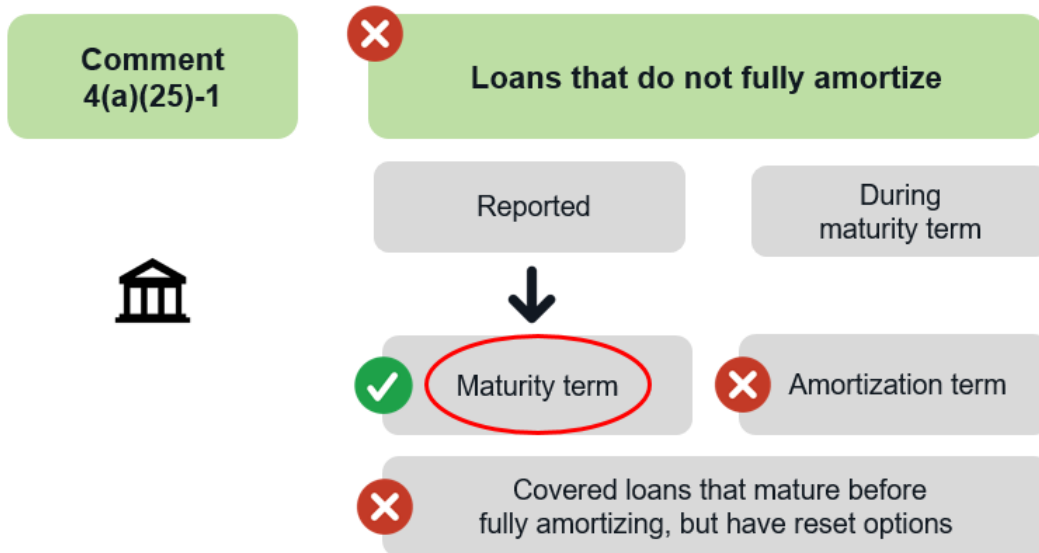 Comment
4(a)(25)-1
Loans that do not fully amortize
Reported
During
maturity term
Maturity term
Amortization term
Covered loans that mature before
fully amortizing, but have reset options